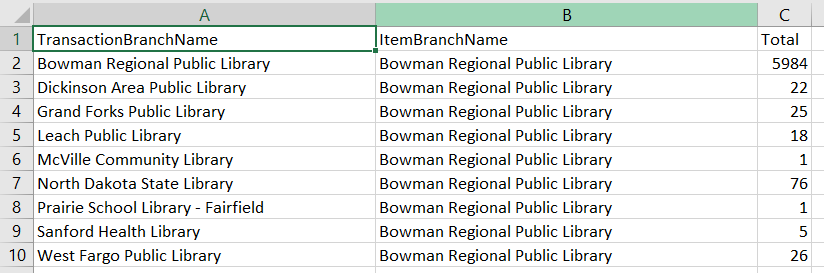 A B C
1 TransactionBranchName ItemBranchName Total
2 Bowman Regional Public Library Bowman Regional Public Library 5984
3 Dickinson Area Public Library Bowman Regional Public Library 22
4 Grand Forks Public Library Bowman Regional Public Library 25
5 Leach Public Library Bowman Regional Public Library 18
6 McVille Community Library Bowman Regional Public Library 1
7 North Dakota State Library Bowman Regional Public Library 76
8 Prairie School Library - Fairfield Bowman Regional Public Library 1
9 Sanford Health Library Bowman Regional Public Library 5
10 West Fargo Public Library Bowman Regional Public Library 26